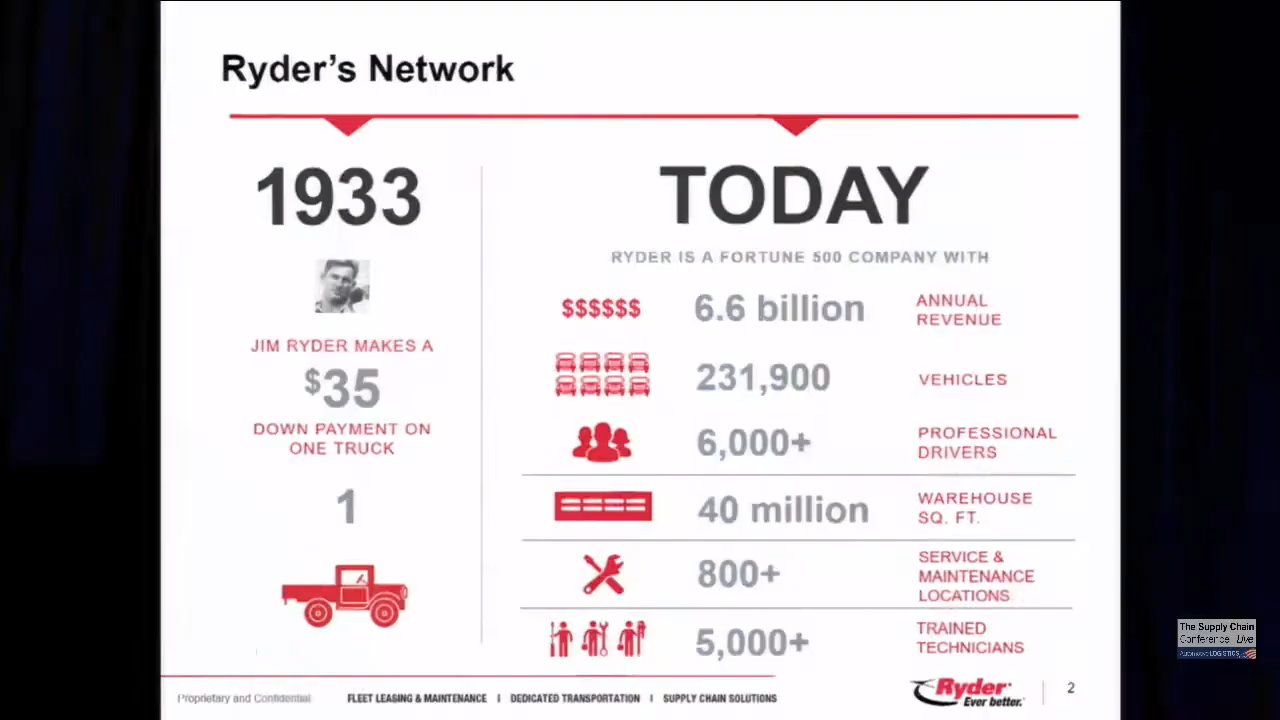 Ryder's Network
1933
JIM RYDER MAKES A
$35
DOWN PAYMENT ON
ONE TRUCK
1
TODAY
RYDER IS A FORTUNE 500 COMPANY WITH
$$$$$$
6.6 billion
ANNUAL
REVENUE
231,900
VEHICLES
6,000+
PROFESSIONAL
DRIVERS
40 million
WAREHOUSE
SQ. FT.
800+
SERVICE &
MAINTENANCE
LOCATIONS
5,000+
TRAINED
TECHNICIANS
Proprietary and Confidential
FLEET LEASING & MAINTENANCE I DEDICATED TRANSPORTATION I SUPPLY CHAIN SOLUTIONS
Ryder
Ever better.
2
The Supply Chain
Conference Live
Automotive LOGISTICS